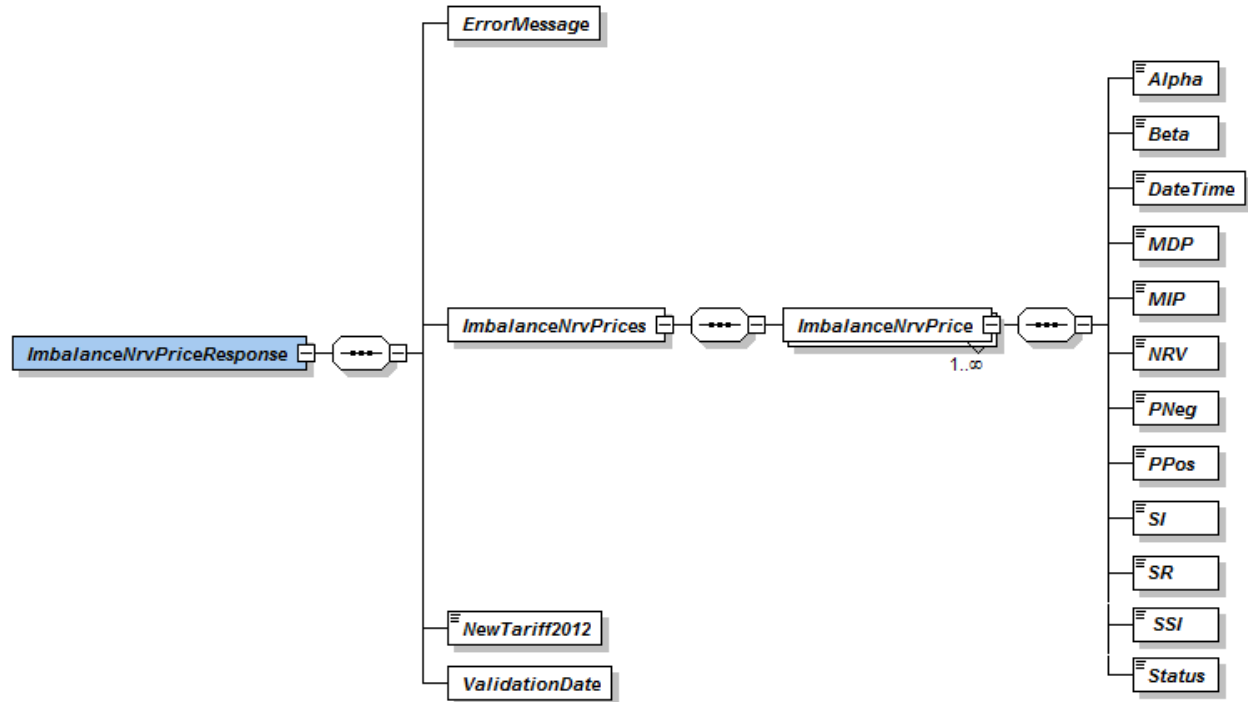 ErrorMessage
Alpha
Beta
DateTime
MDP
MIP
ImbalanceNrvPrices
ImbalanceNrvPrice
1..∞
ImbalanceNrvPriceResponse
NRV
PNeg
PPos
SI
SR
NewTariff2012
SSI
ValidationDate
Status